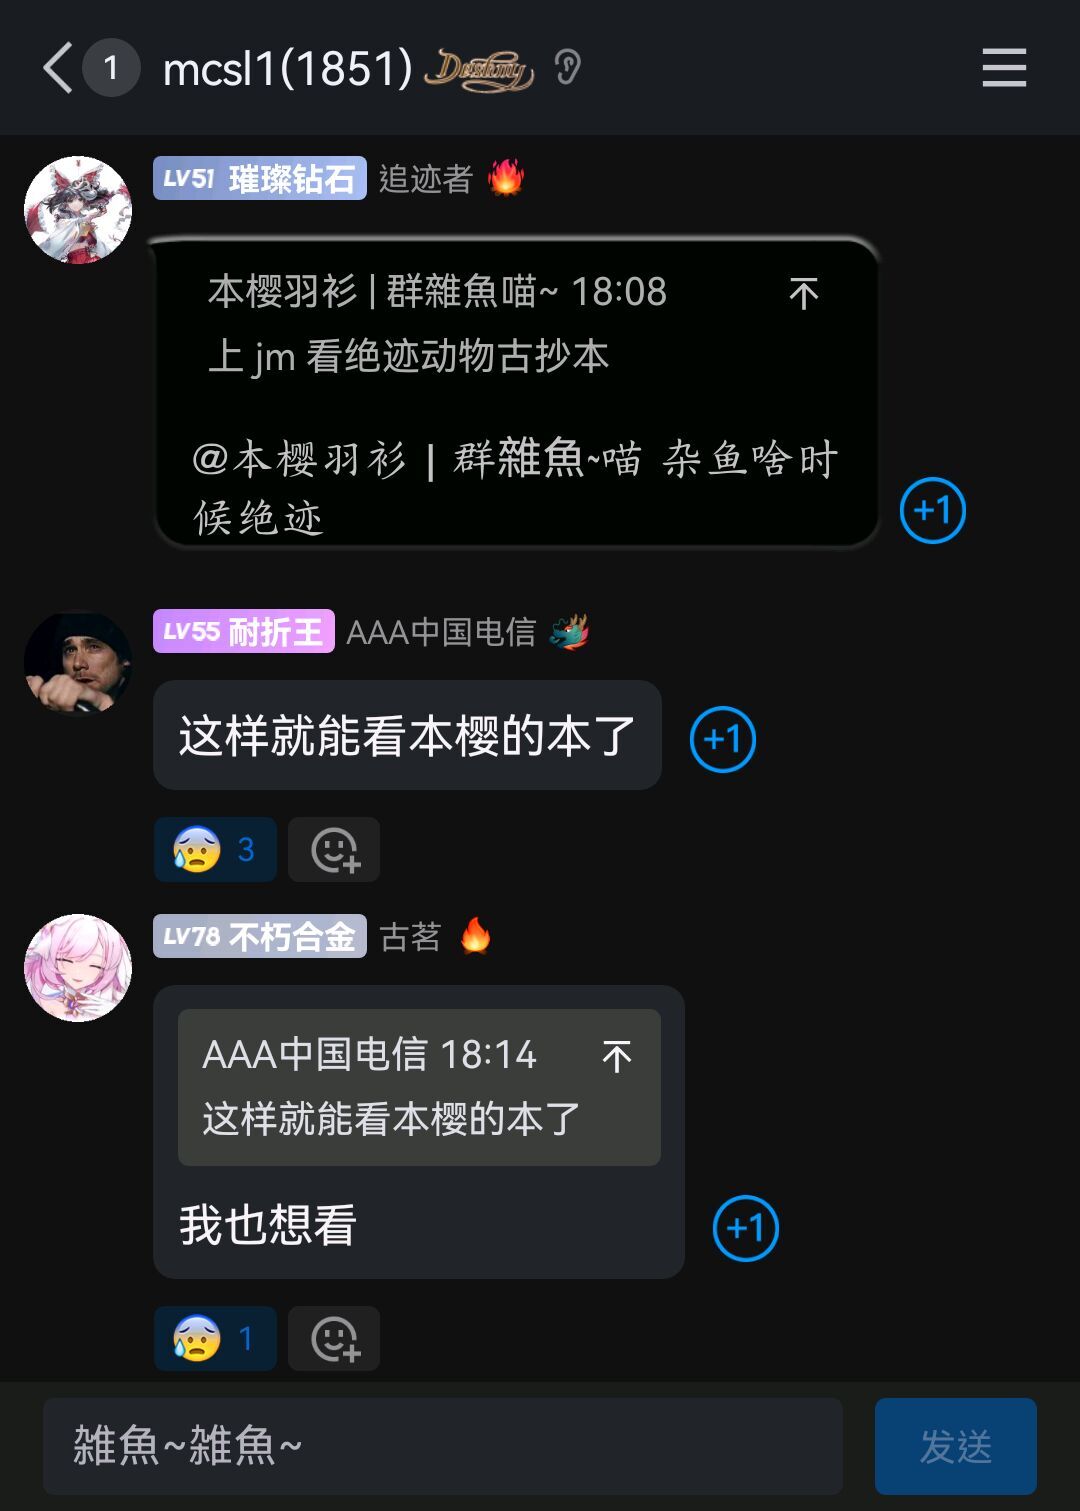 1 mcsl1(1851) Destiny
LV51 璀璨钻石 追迹者
本樱羽衫 | 群雜魚喵~ 18:08
上 jm 看绝迹动物古抄本
@本樱羽衫 | 群雜魚~喵 杂鱼啥时
候绝迹
+1
LV55 耐折王 AAA中国电信
这样就能看本樱的本了
+1
3
LV78 不朽合金 古茗
AAA中国电信 18:14
这样就能看本樱的本了
我也想看
+1
1
雑魚~雑魚~
发送